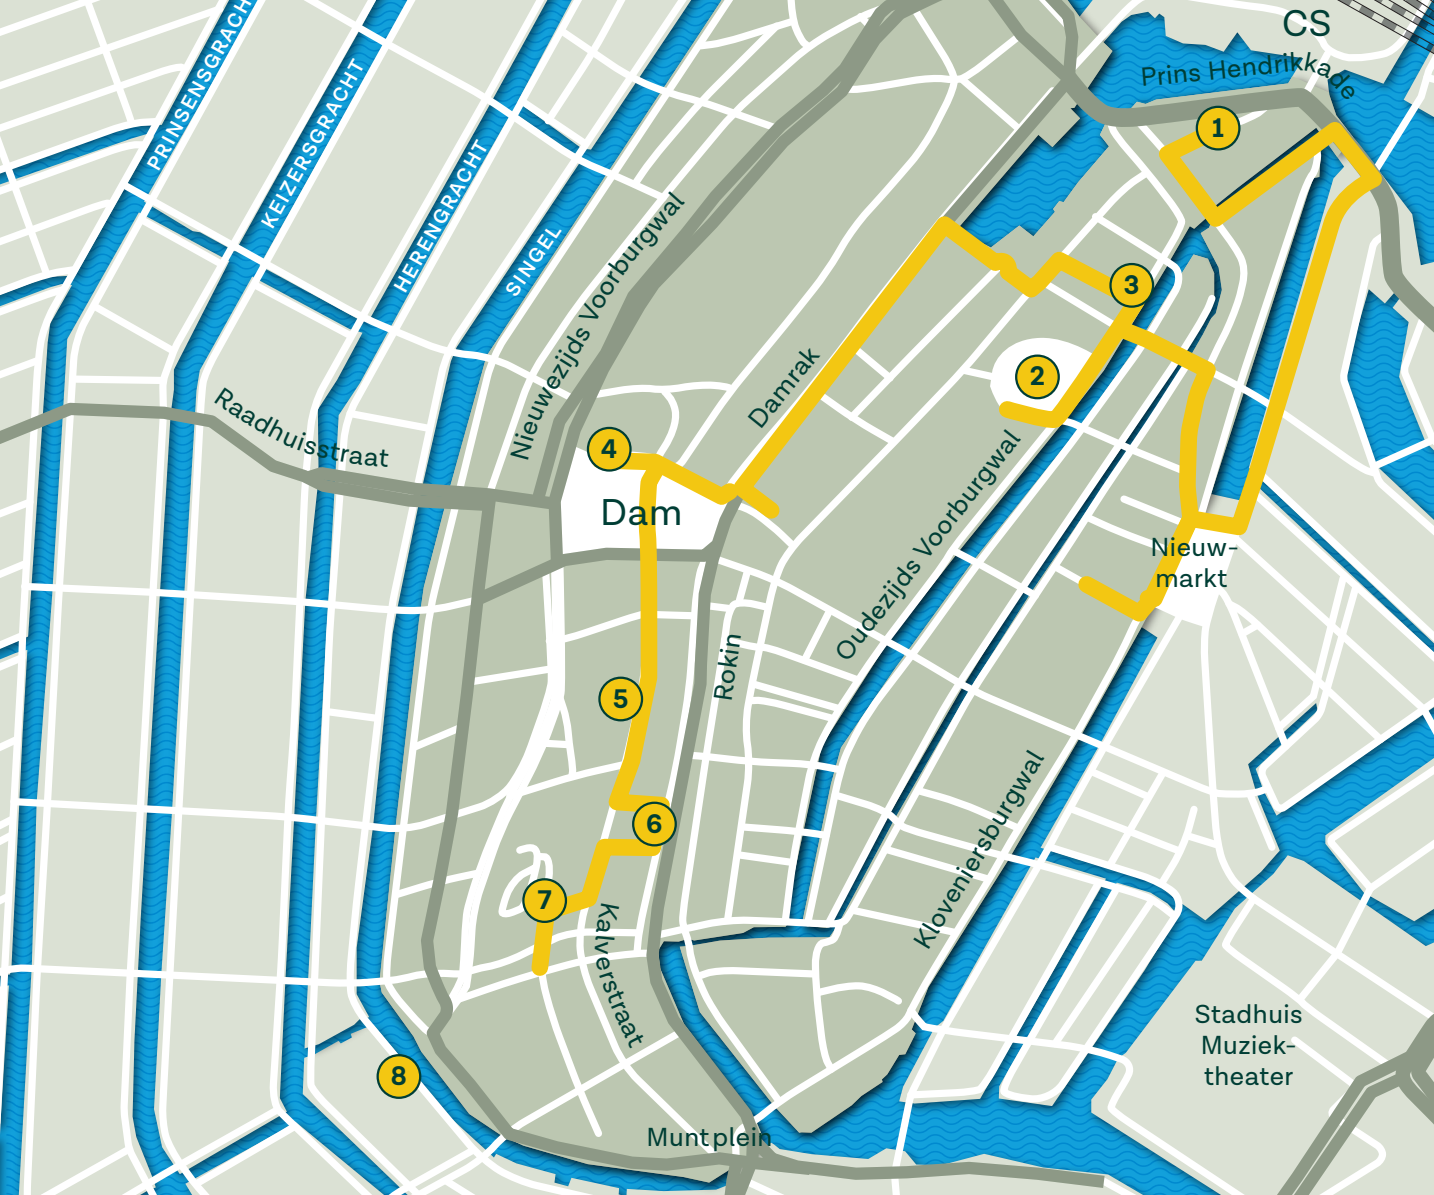 CS
Prins Hendrikkade
PRINSENSGRACH
KEIZERSGRACHT
HERENGRACHT
SINGEL
1
Nieuwezijds Voorburgwal
3
2
Damrak
Raadhuisstraat
4
Dam
Oudezijds Voorburgwal
Nieuw-
markt
Rokin
5
6
Kloveniersburgwal
7
Kalverstraat
Stadhuis
Muziek-
theater
8
Muntplein